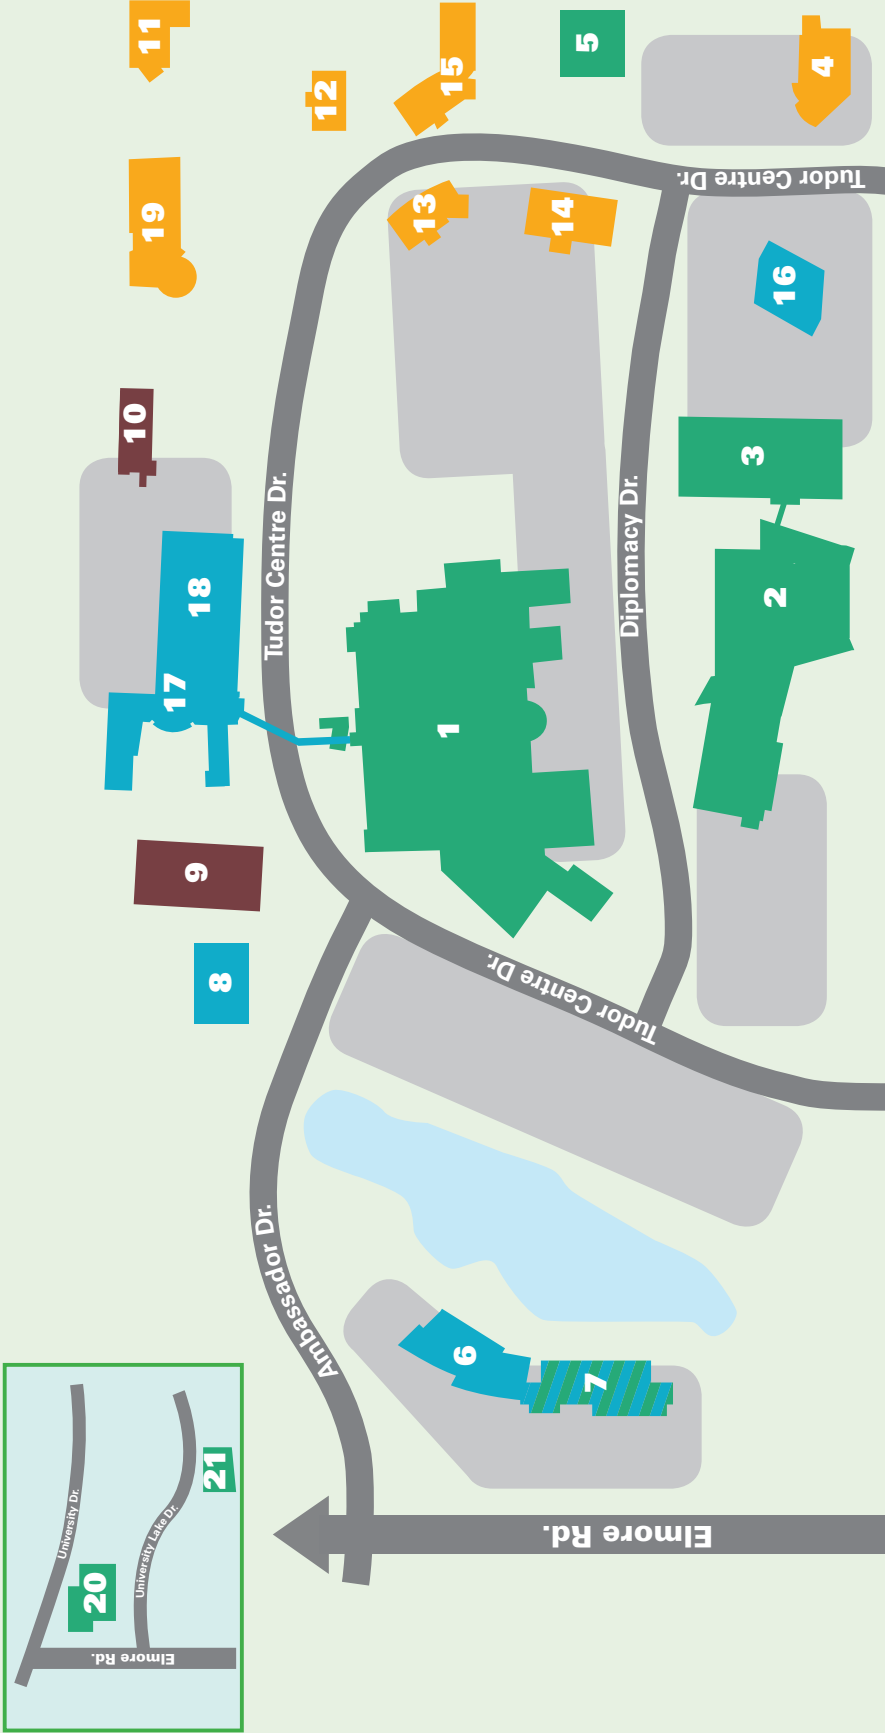 11
15
5
4
12
Tudor Centre Dr.
19
13
14
16
10
3
Tudor Centre Dr.
Diplomacy Dr.
18
2
17
1
9
8
Tudor Centre Dr.
Ambassador Dr.
6
7
Elmore Rd.
University Dr.
University Lake Dr.
21
20
Elmore Rd.